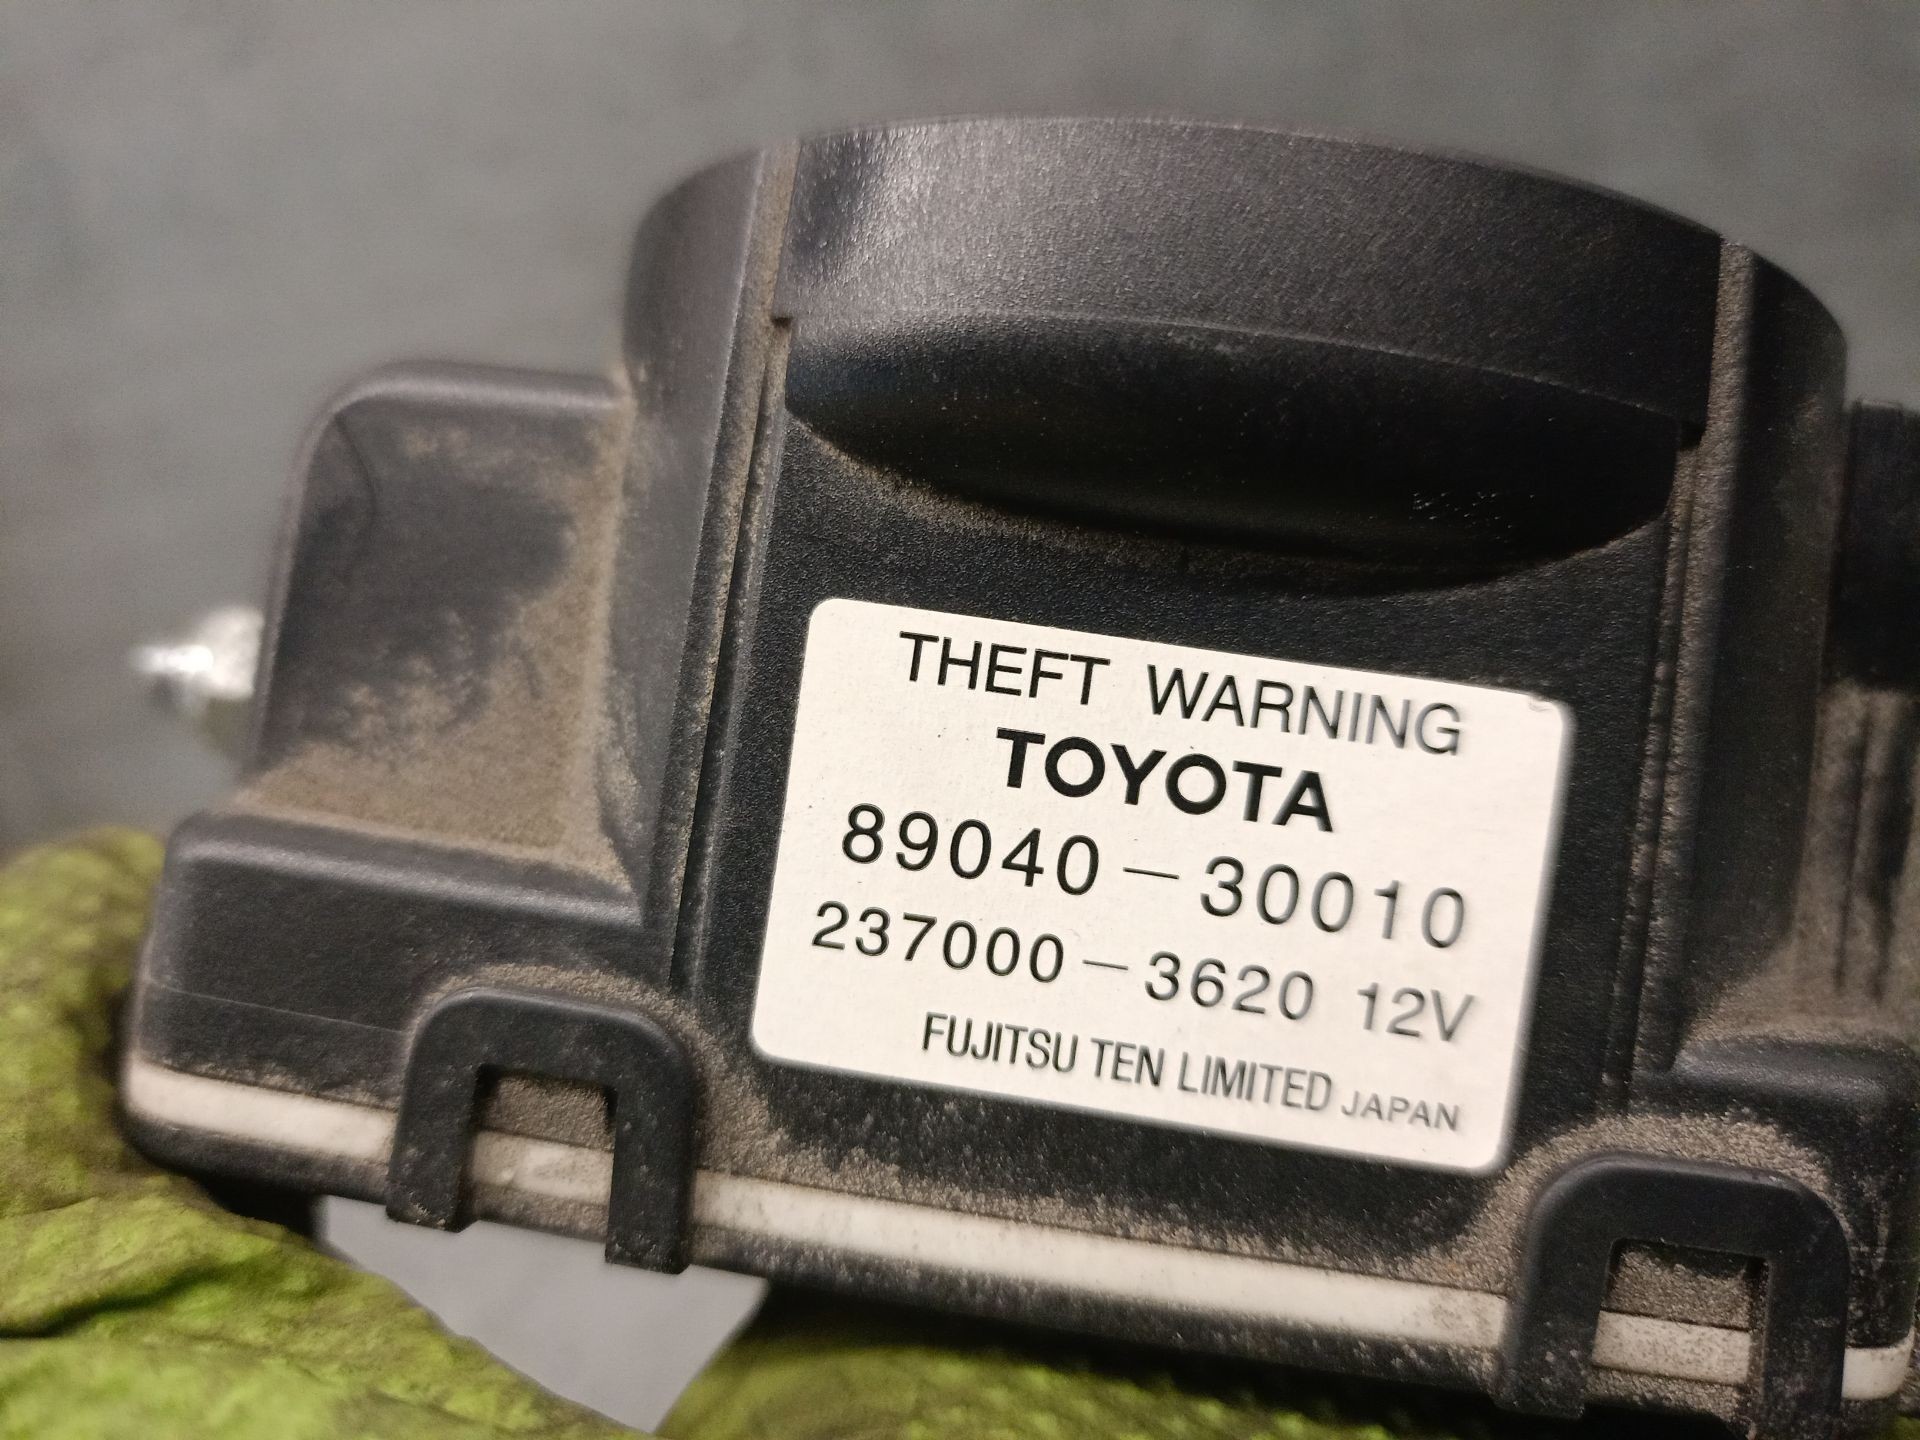 THEFT WARNING
TOYOTA
89040-30010
237000-3620 12V
FUJITSU TEN LIMITED JAPAN